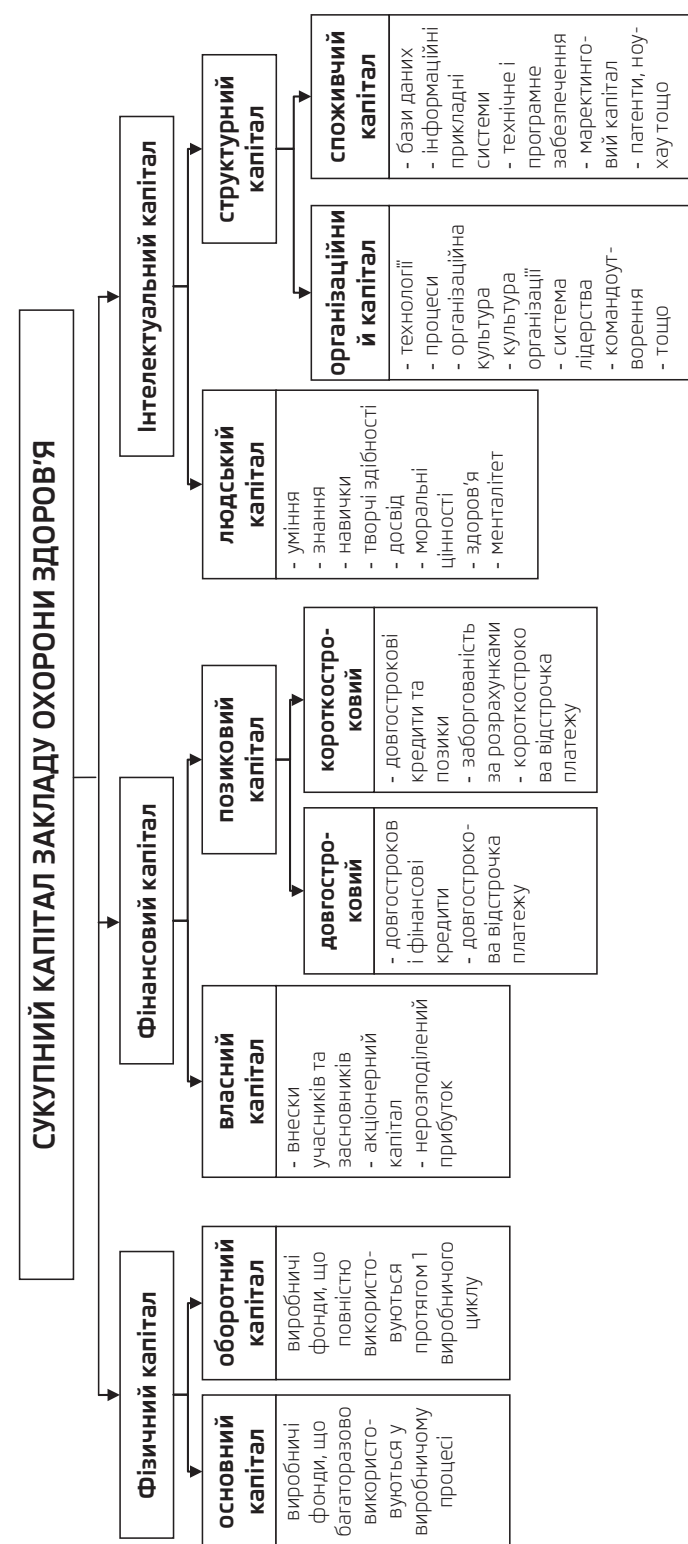 СУКУПНИЙ КАПІТАЛ ЗАКЛАДУ ОХОРОНИ ЗДОРОВ'Я
Фізичний капітал
основний
капітал
виробничі
фонди, що
багаторазово
використо-
вуються у
виробничому
процесі
оборотний
капітал
виробничі
фонди, що
повністю
використо-
вуються
протягом 1
виробничого
циклу
Фінансовий капітал
власний
капітал
- внески
учасників та
засновників
- акціонерний
капітал
- нерозподілений
прибуток
позиковий
капітал
довгостро-
ковий
- довгостроков
і фінансові
кредити
- довгостроко-
ва відстрочка
платежу
короткостро-
ковий
- довгострокові
кредити та
позики
- заборгованість
за розрахунками
- короткостроко
ва відстрочка
платежу
Інтелектуальний капітал
людський
капітал
- уміння
- знання
- навички
- творчі здібності
- досвід
- моральні
цінності
- здоров'я
- менталітет
структурний
капітал
організаційни
й капітал
- технології
- процеси
- організаційна
культура
- культура
організації
- система
лідерства
- командоут-
ворення
- тощо
споживчий
капітал
- бази даних
- інформаційні
прикладні
системи
- технічне і
програмне
забезпечення
- маректинго-
вий капітал
- патенти, ноу-
хау тощо